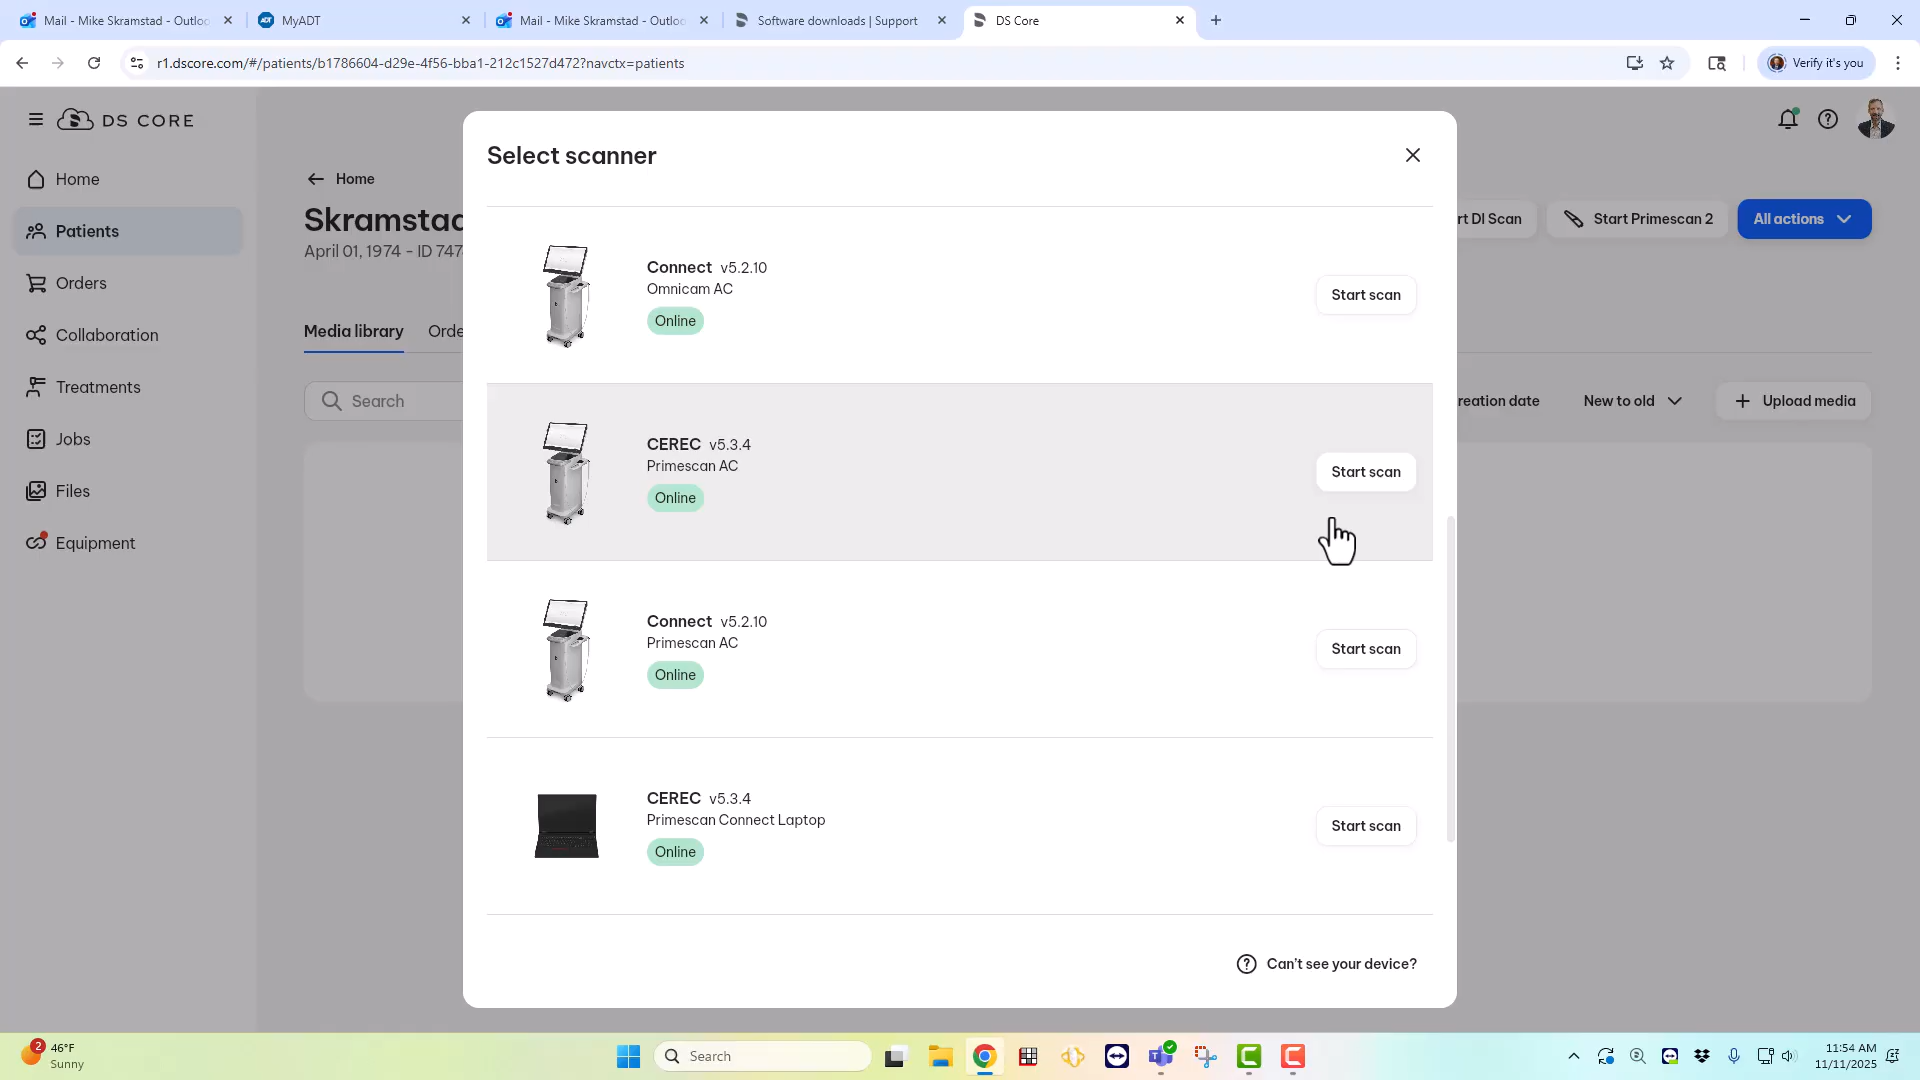 Mail - Mike Skramstad - Outloo
MyADT
Mail - Mike Skramstad - Outloo
Software downloads | Support
DS Core
r1.dscore.com/#/patients/b1786604-d29e-4f56-bba1-212c1527d472?navctx=patients
Verify it's you
DS CORE
Home
Patients
Orders
Collaboration
Treatments
Jobs
Files
Equipment
Home
Skramstad
April 01, 1974 - ID 747
rt DI Scan
Start Primescan 2
All actions
Media library
Orde
Search
reation date
New to old
Upload media
Select scanner
Connect v5.2.10
Omnicam AC
Online
Start scan
CEREC v5.3.4
Primescan AC
Online
Start scan
Connect v5.2.10
Primescan AC
Online
Start scan
CEREC v5.3.4
Primescan Connect Laptop
Online
Start scan
Can't see your device?
2
46°F
Sunny
Search
11:54 AM
11/11/2025